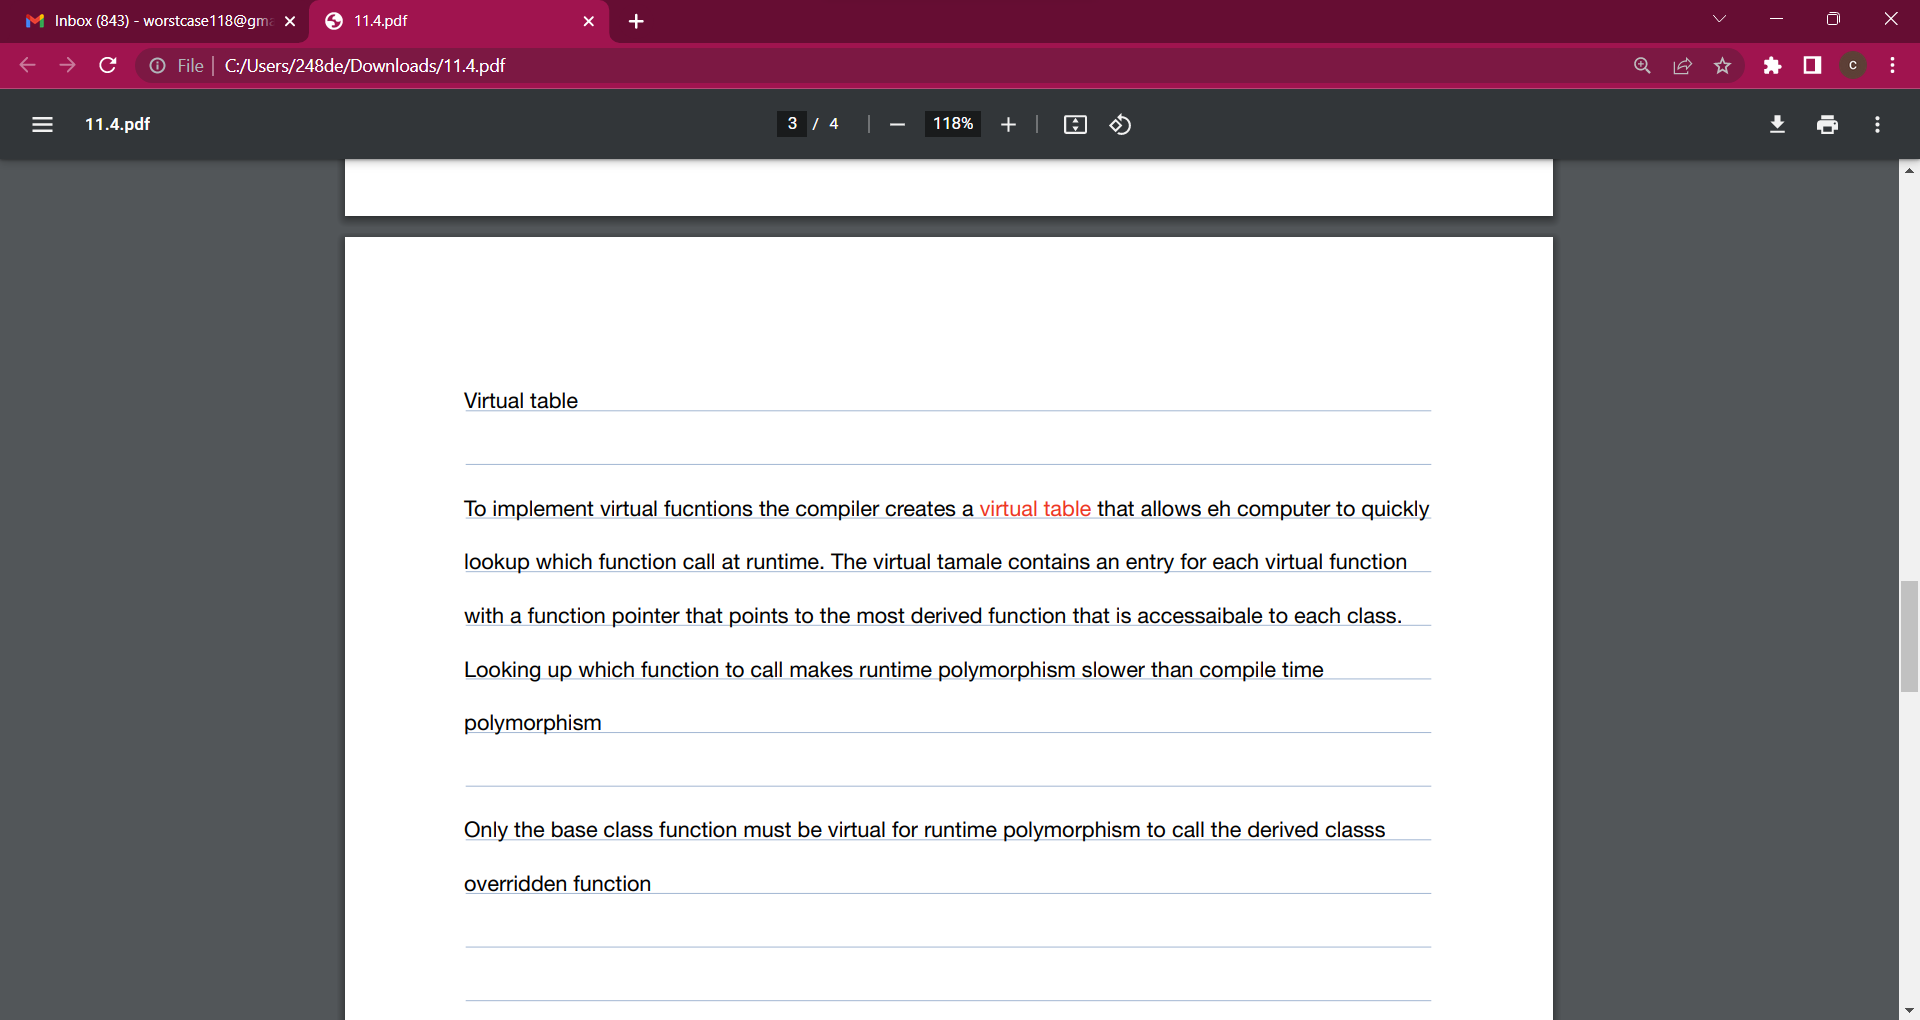 Inbox (843) - worstcase118@gma
11.4.pdf
File
C:/Users/248de/Downloads/11.4.pdf
c
11.4.pdf
3 / 4
118%
Virtual table
To implement virtual fucntions the compiler creates a virtual table that allows eh computer to quickly
lookup which function call at runtime. The virtual tamale contains an entry for each virtual function
with a function pointer that points to the most derived function that is accessaibale to each class.
Looking up which function to call makes runtime polymorphism slower than compile time
polymorphism
Only the base class function must be virtual for runtime polymorphism to call the derived classs
overridden function